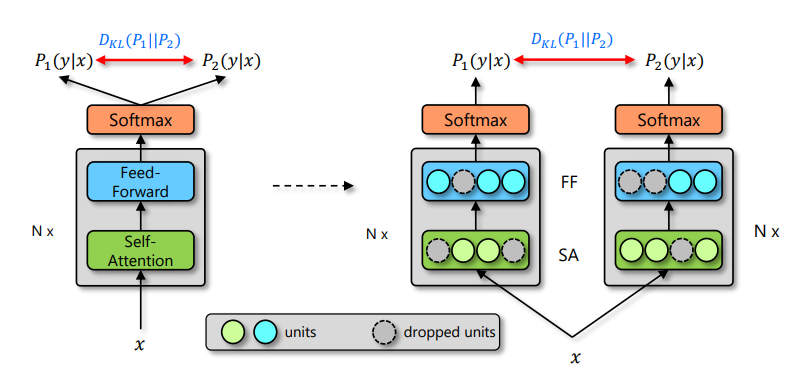 D_KL(P_1||P_2)
P_1(y|x)
P_2(y|x)
Softmax
Feed-
Forward
Self-
Attention
N x
x
D_KL(P_1||P_2)
P_1(y|x)
P_2(y|x)
Softmax
Softmax
FF
SA
N x
N x
x
units
dropped units